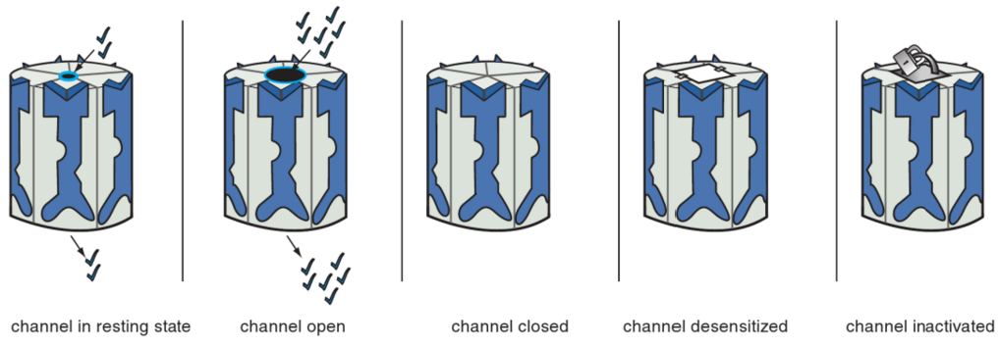 channel in resting state
channel open
channel closed
channel desensitized
channel inactivated